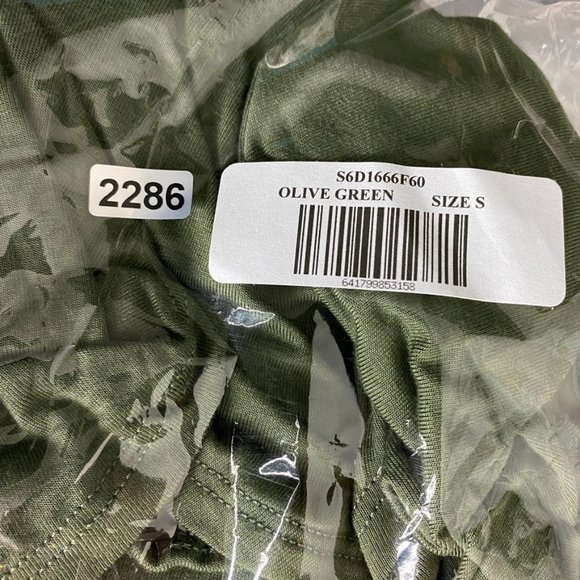 2286
S6D1666F60
OLIVE GREEN SIZE S
641799853158